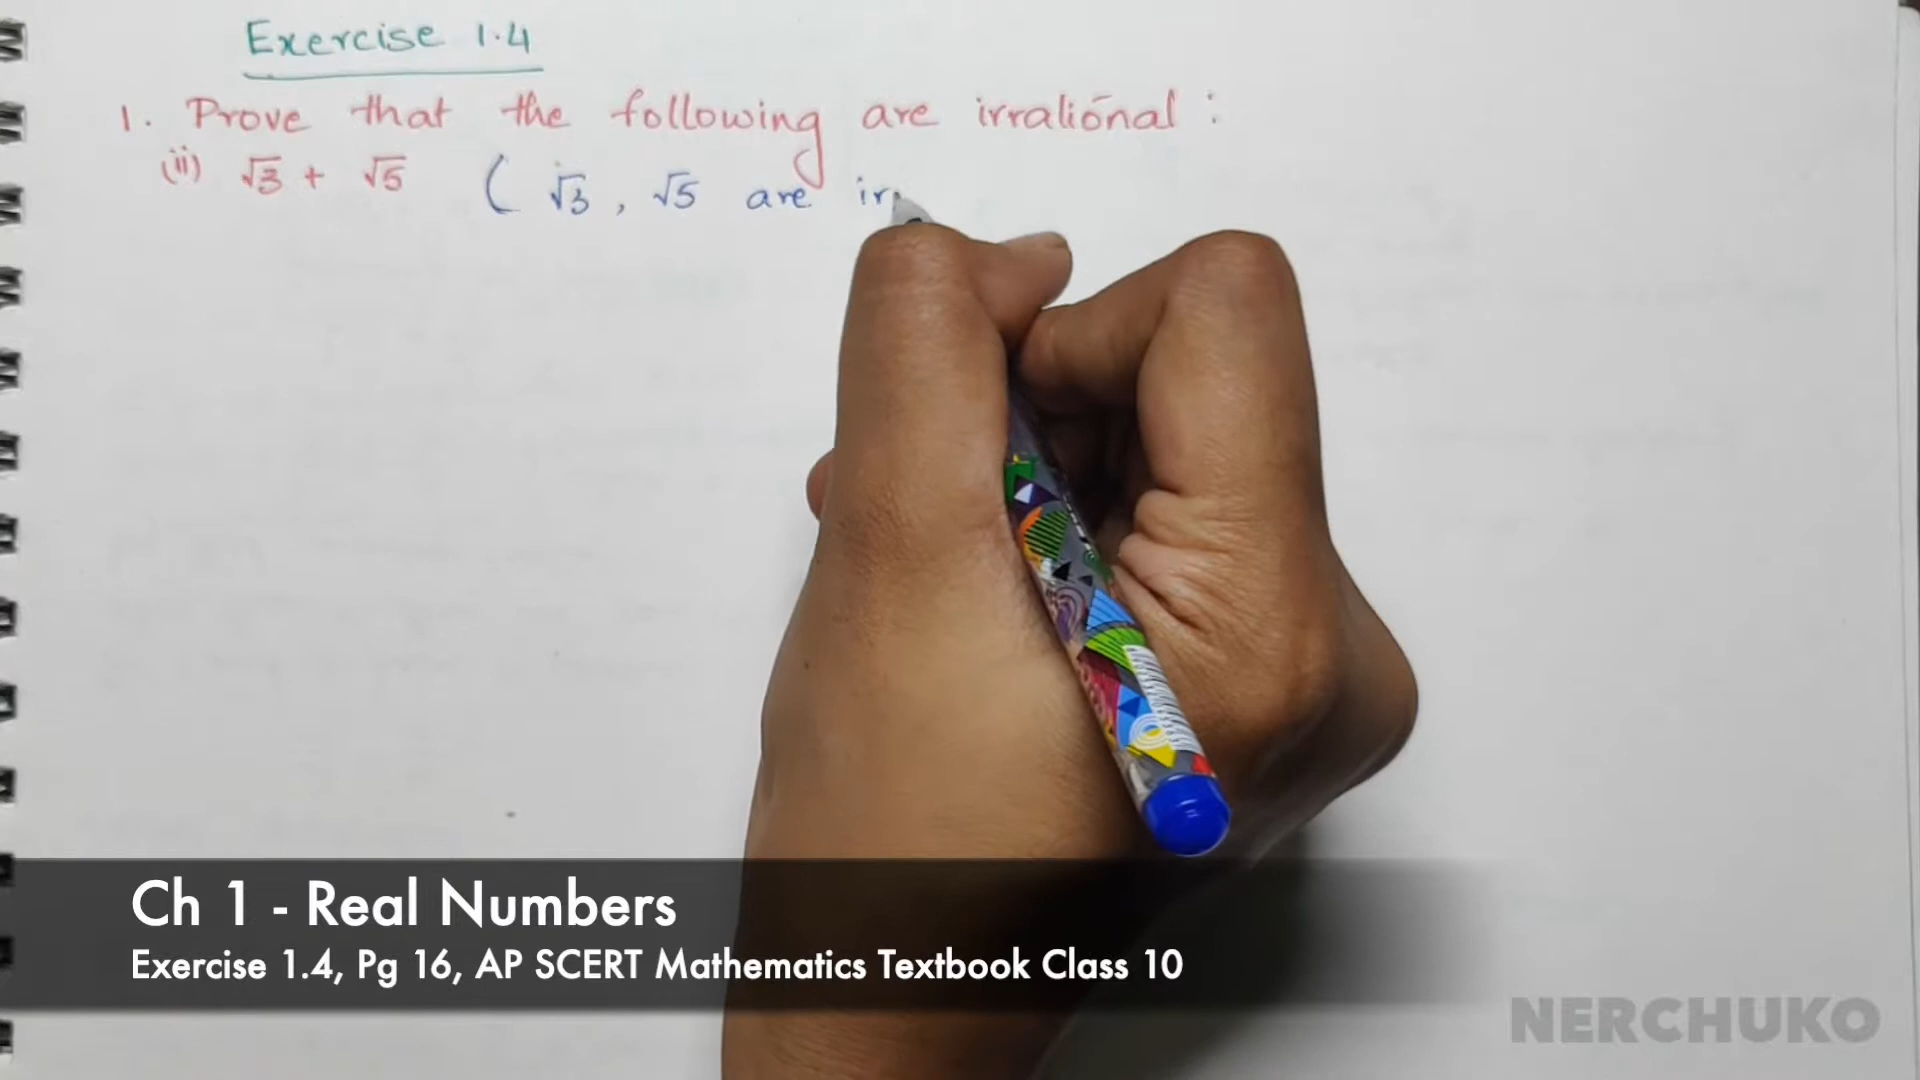 Exercise 1.4
1. Prove that the following are irrational :
(ii) √3 + √5 ( √3 , √5 are irr
Ch 1 - Real Numbers
Exercise 1.4, Pg 16, AP SCERT Mathematics Textbook Class 10
NERCHUKO